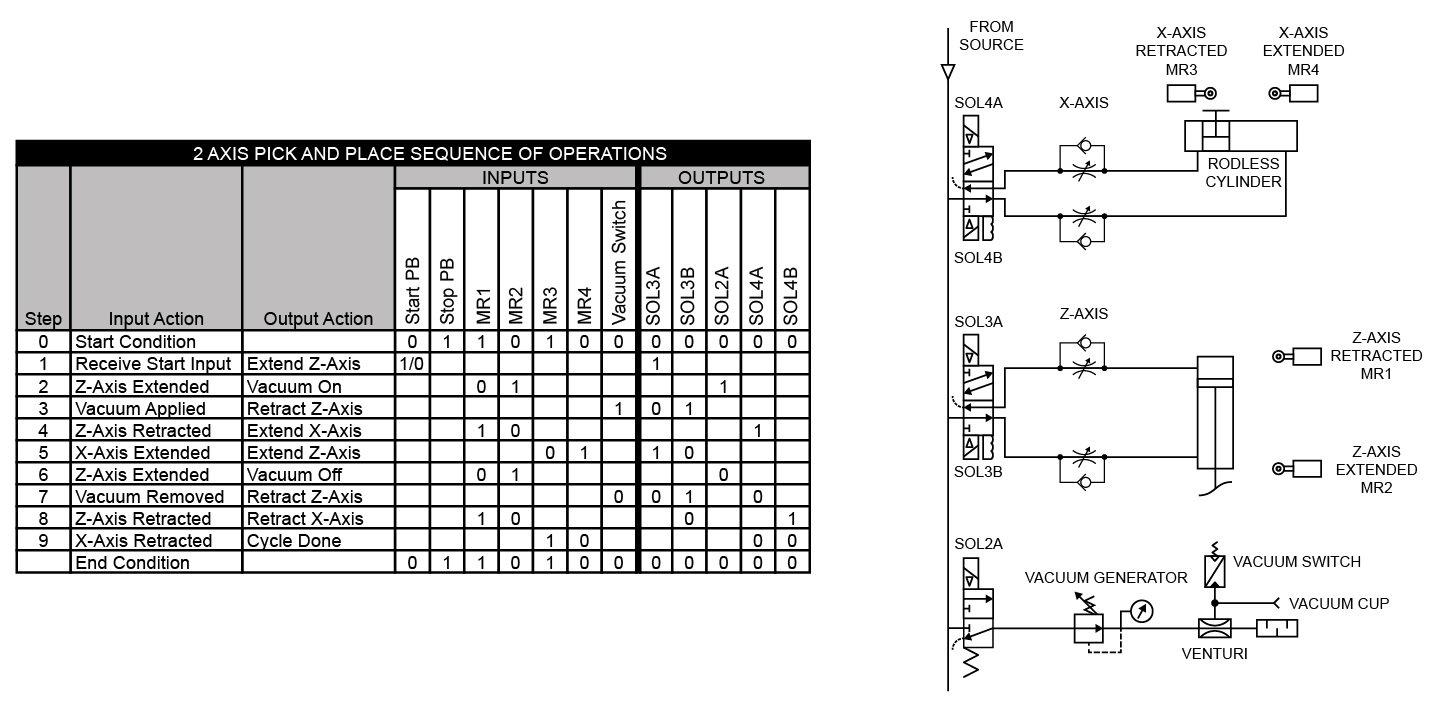 2 AXIS PICK AND PLACE SEQUENCE OF OPERATIONS
INPUTS OUTPUTS
Step Input Action Output Action Start PB Stop PB MR1 MR2 MR3 MR4 Vacuum Switch SOL3A SOL3B SOL2A SOL4A SOL4B
0 Start Condition 0 1 1 0 1 0 0 0 0 0 0 0
1 Receive Start Input Extend Z-Axis 1/0 1
2 Z-Axis Extended Vacuum On 0 1 1
3 Vacuum Applied Retract Z-Axis 1 0 1
4 Z-Axis Retracted Extend X-Axis 1 0 1
5 X-Axis Extended Extend Z-Axis 0 1 1 0
6 Z-Axis Extended Vacuum Off 0 1 0
7 Vacuum Removed Retract Z-Axis 0 0 1 0
8 Z-Axis Retracted Retract X-Axis 1 0 0 1
9 X-Axis Retracted Cycle Done 1 0 0 0
End Condition 0 1 1 0 1 0 0 0 0 0 0 0
FROM
SOURCE
X-AXIS
RETRACTED
MR3
X-AXIS
EXTENDED
MR4
SOL4A
X-AXIS
RODLESS
CYLINDER
SOL4B
SOL3A
Z-AXIS
Z-AXIS
RETRACTED
MR1
SOL3B
Z-AXIS
EXTENDED
MR2
SOL2A
VACUUM GENERATOR
VACUUM SWITCH
VACUUM CUP
VENTURI